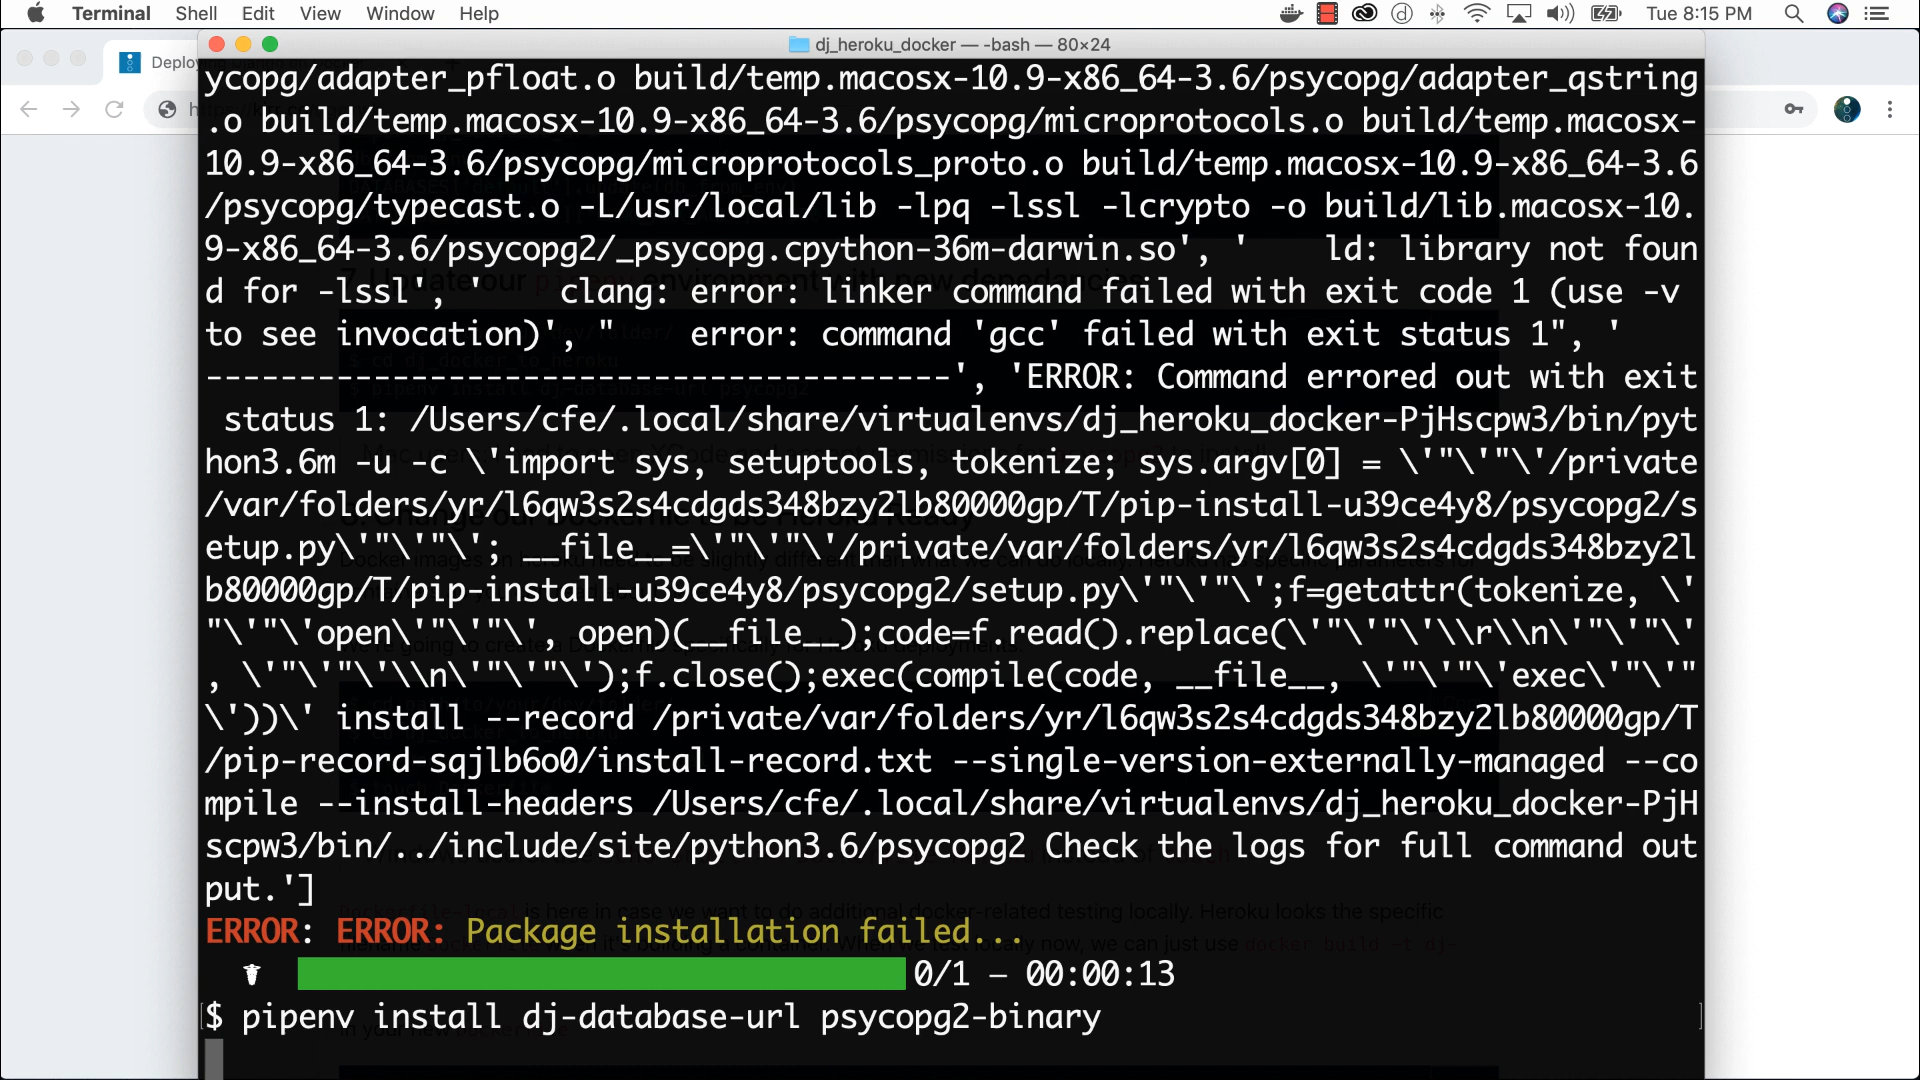 Terminal Shell Edit View Window Help Tue 8:15 PM
dj_heroku_docker — -bash — 80×24
Deploy
ycopg/adapter_pfloat.o build/temp.macosx-10.9-x86_64-3.6/psycopg/adapter_qstring
.o build/temp.macosx-10.9-x86_64-3.6/psycopg/microprotocols.o build/temp.macosx-
10.9-x86_64-3.6/psycopg/microprotocols_proto.o build/temp.macosx-10.9-x86_64-3.6
/psycopg/typecast.o -L/usr/local/lib -lpq -lssl -lcrypto -o build/lib.macosx-10.
9-x86_64-3.6/psycopg2/_psycopg.cpython-36m-darwin.so', '    ld: library not foun
d for -lssl', '    clang: error: linker command failed with exit code 1 (use -v 
to see invocation)', "    error: command 'gcc' failed with exit status 1", '
----------------------------------------', 'ERROR: Command errored out with exit
 status 1: /Users/cfe/.local/share/virtualenvs/dj_heroku_docker-PjHscpw3/bin/pyt
hon3.6m -u -c \'import sys, setuptools, tokenize; sys.argv[0] = \'"\'"\'/private
/var/folders/yr/l6qw3s2s4cdgds348bzy2lb80000gp/T/pip-install-u39ce4y8/psycopg2/s
etup.py\'"\'"\'; __file__=\'"\'"\'/private/var/folders/yr/l6qw3s2s4cdgds348bzy2l
b80000gp/T/pip-install-u39ce4y8/psycopg2/setup.py\'"\'"\';f=getattr(tokenize, \'
"\'"\'open\'"\'"\', open)(__file__);code=f.read().replace(\'"\'"\'\\r\\n\'"\'"\'
, \'"\'"\'\\n\'"\'"\');f.close();exec(compile(code, __file__, \'"\'"\'exec\'"\'"
\'))\' install --record /private/var/folders/yr/l6qw3s2s4cdgds348bzy2lb80000gp/T
/pip-record-sqjlb6o0/install-record.txt --single-version-externally-managed --co
mpile --install-headers /Users/cfe/.local/share/virtualenvs/dj_heroku_docker-PjH
scpw3/bin/../include/site/python3.6/psycopg2 Check the logs for full command out
put.']
ERROR: ERROR: Package installation failed...
0/1 — 00:00:13
$ pipenv install dj-database-url psycopg2-binary